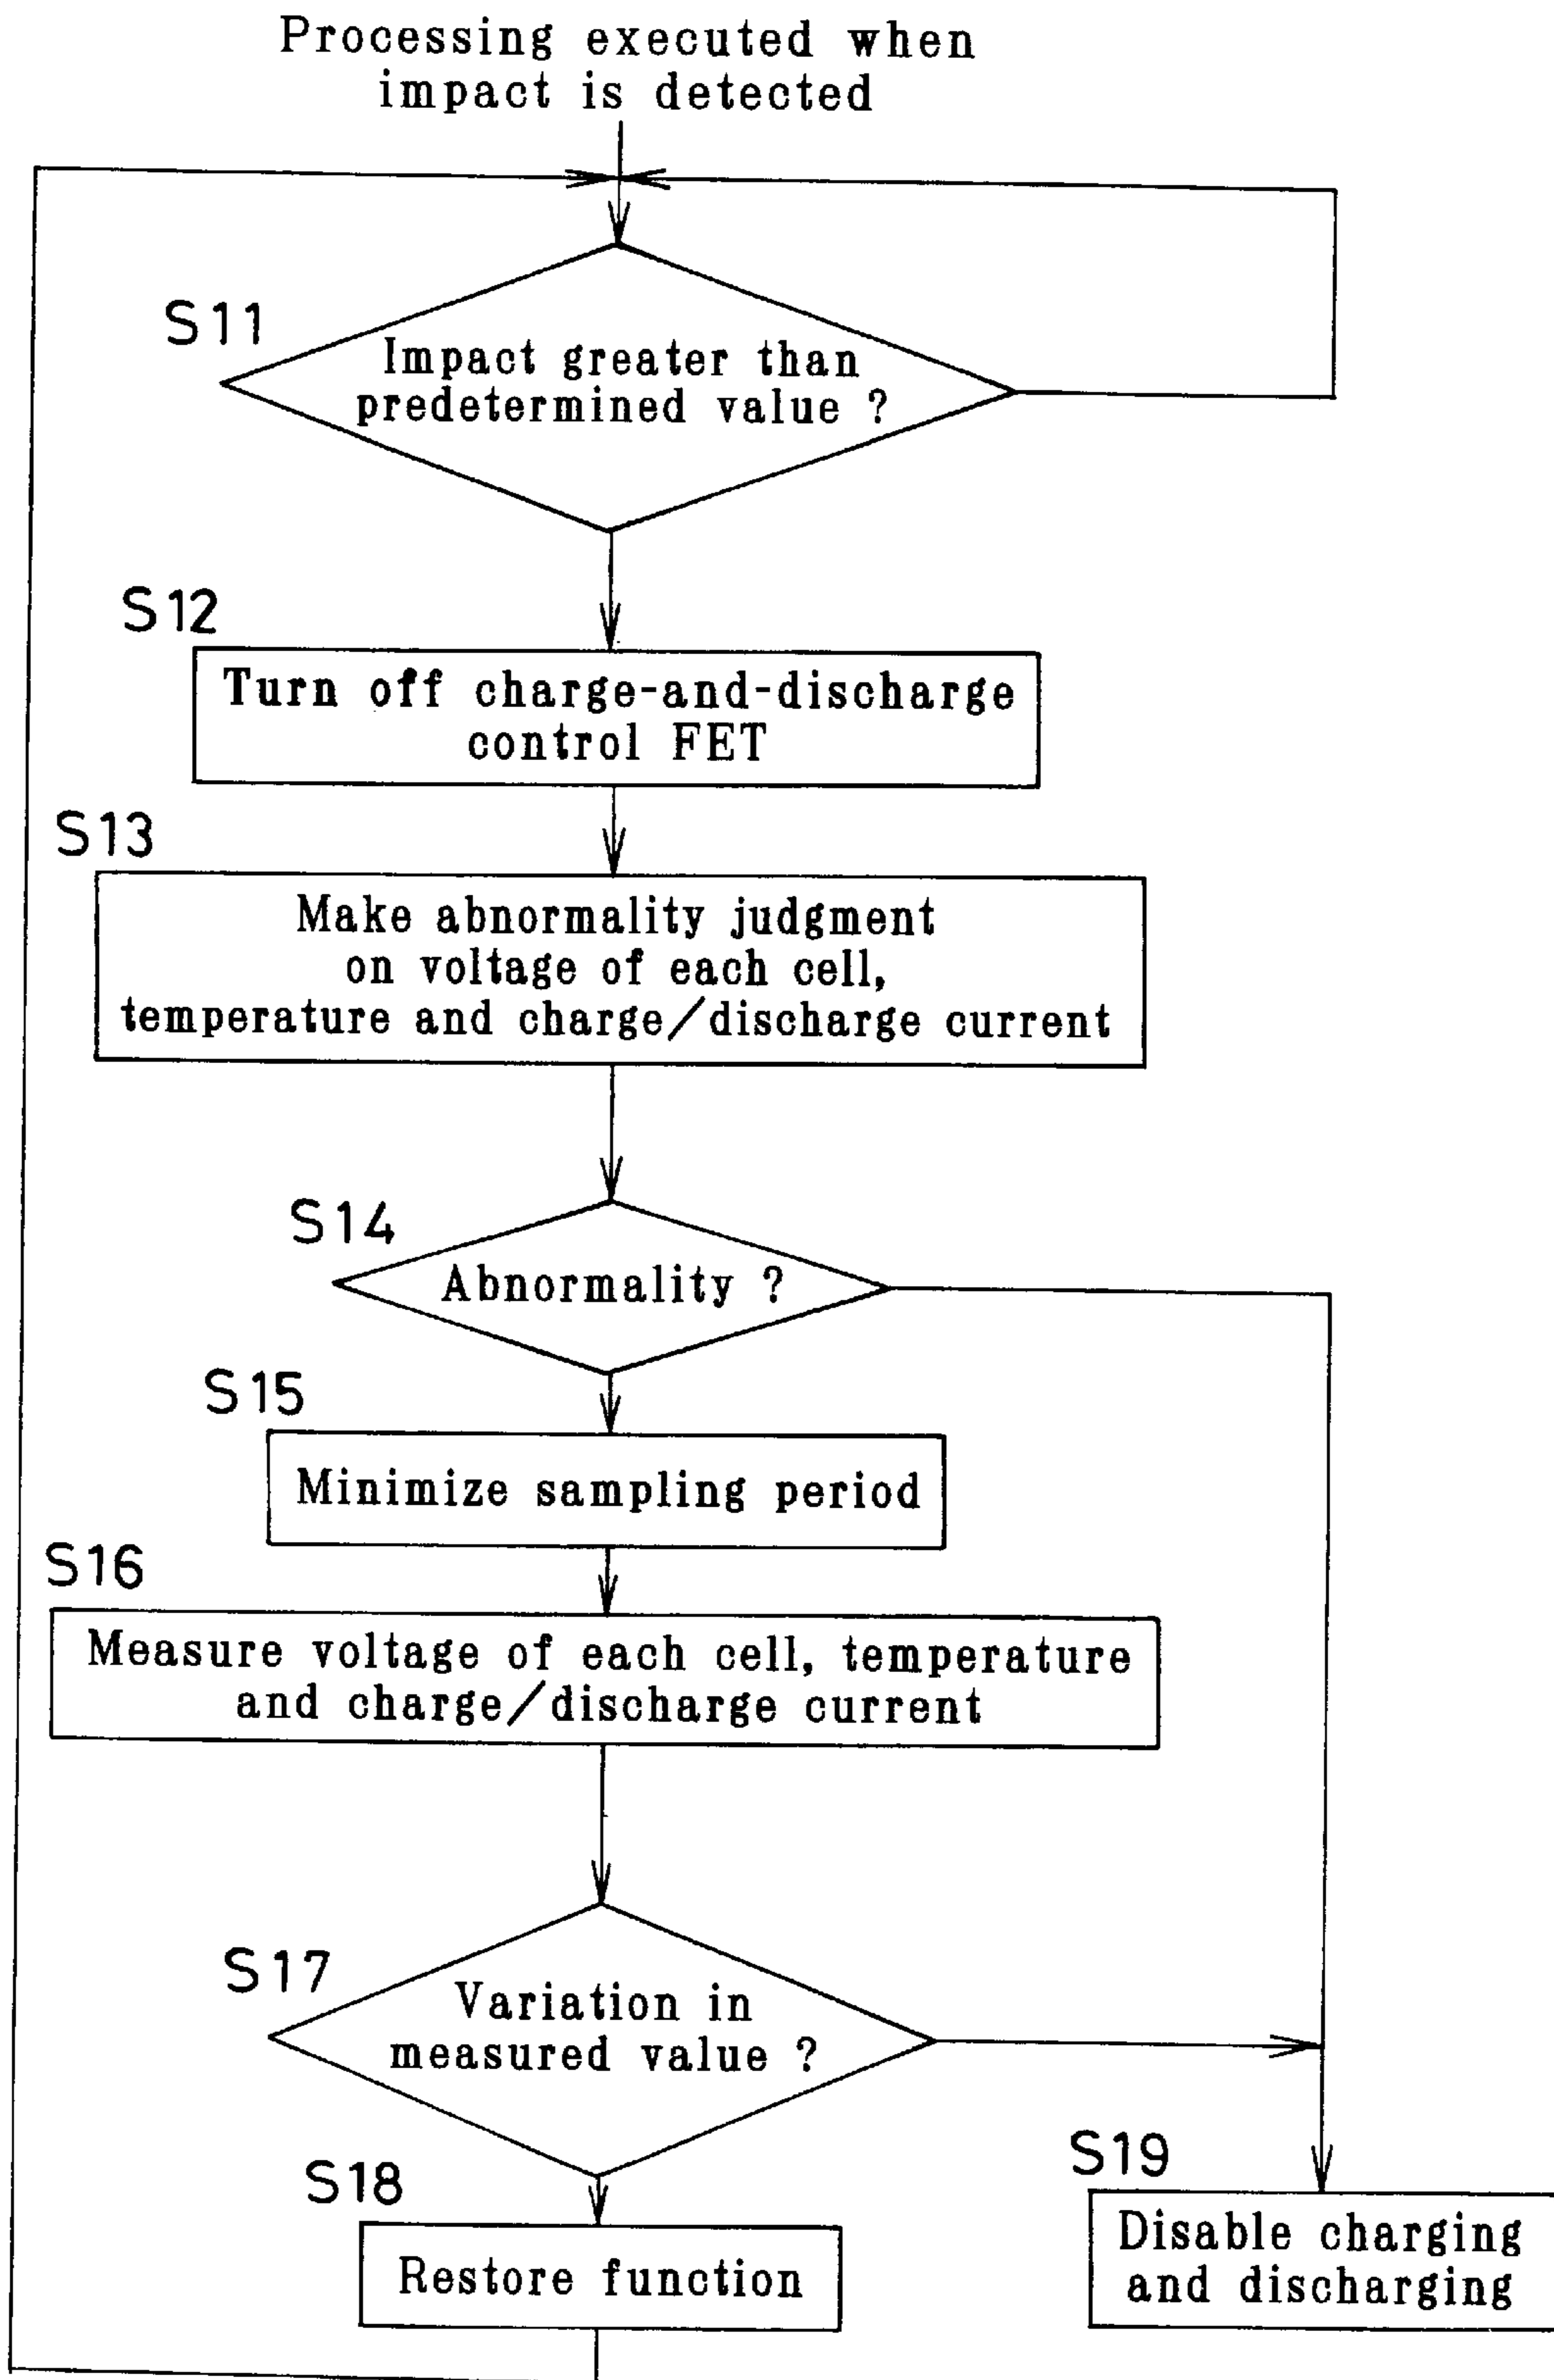 Processing executed when
impact is detected
S11
Impact greater than
predetermined value ?
S12
Turn off charge-and-discharge
control FET
S13
Make abnormality judgment
on voltage of each cell,
temperature and charge/discharge current
S14
Abnormality ?
S15
Minimize sampling period
S16
Measure voltage of each cell, temperature
and charge/discharge current
S17
Variation in
measured value ?
S18
Restore function
S19
Disable charging
and discharging